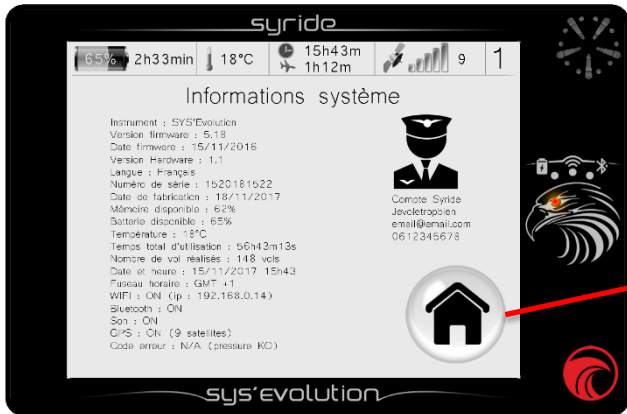 syride
65% 2h33min 18°C 15h43m 9 1
1h12m
Informations système
Instrument : SYS'Evolution
Version firmware : 5.18
Date firmware : 15/11/2016
Version Hardware : 1.1
Langue : Français
Numéro de série : 1520181522
Date de fabrication : 18/11/2017
Mémoire disponible : 62%
Batterie disponible : 65%
Température : 18°C
Temps total d'utilisation : 56h43m13s
Nombre de vol réalisés : 148 vols
Date et heure : 15/11/2017 15h43
Fuseau horaire : GMT +1
WIFI : ON (ip : 192.168.0.14)
Bluetooth : ON
Son : ON
GPS : ON (9 satellites)
Code erreur : N/A (pressure KO)
Compte Syride
Jevoletropbien
email@email.com
0612345678
sys'evolution